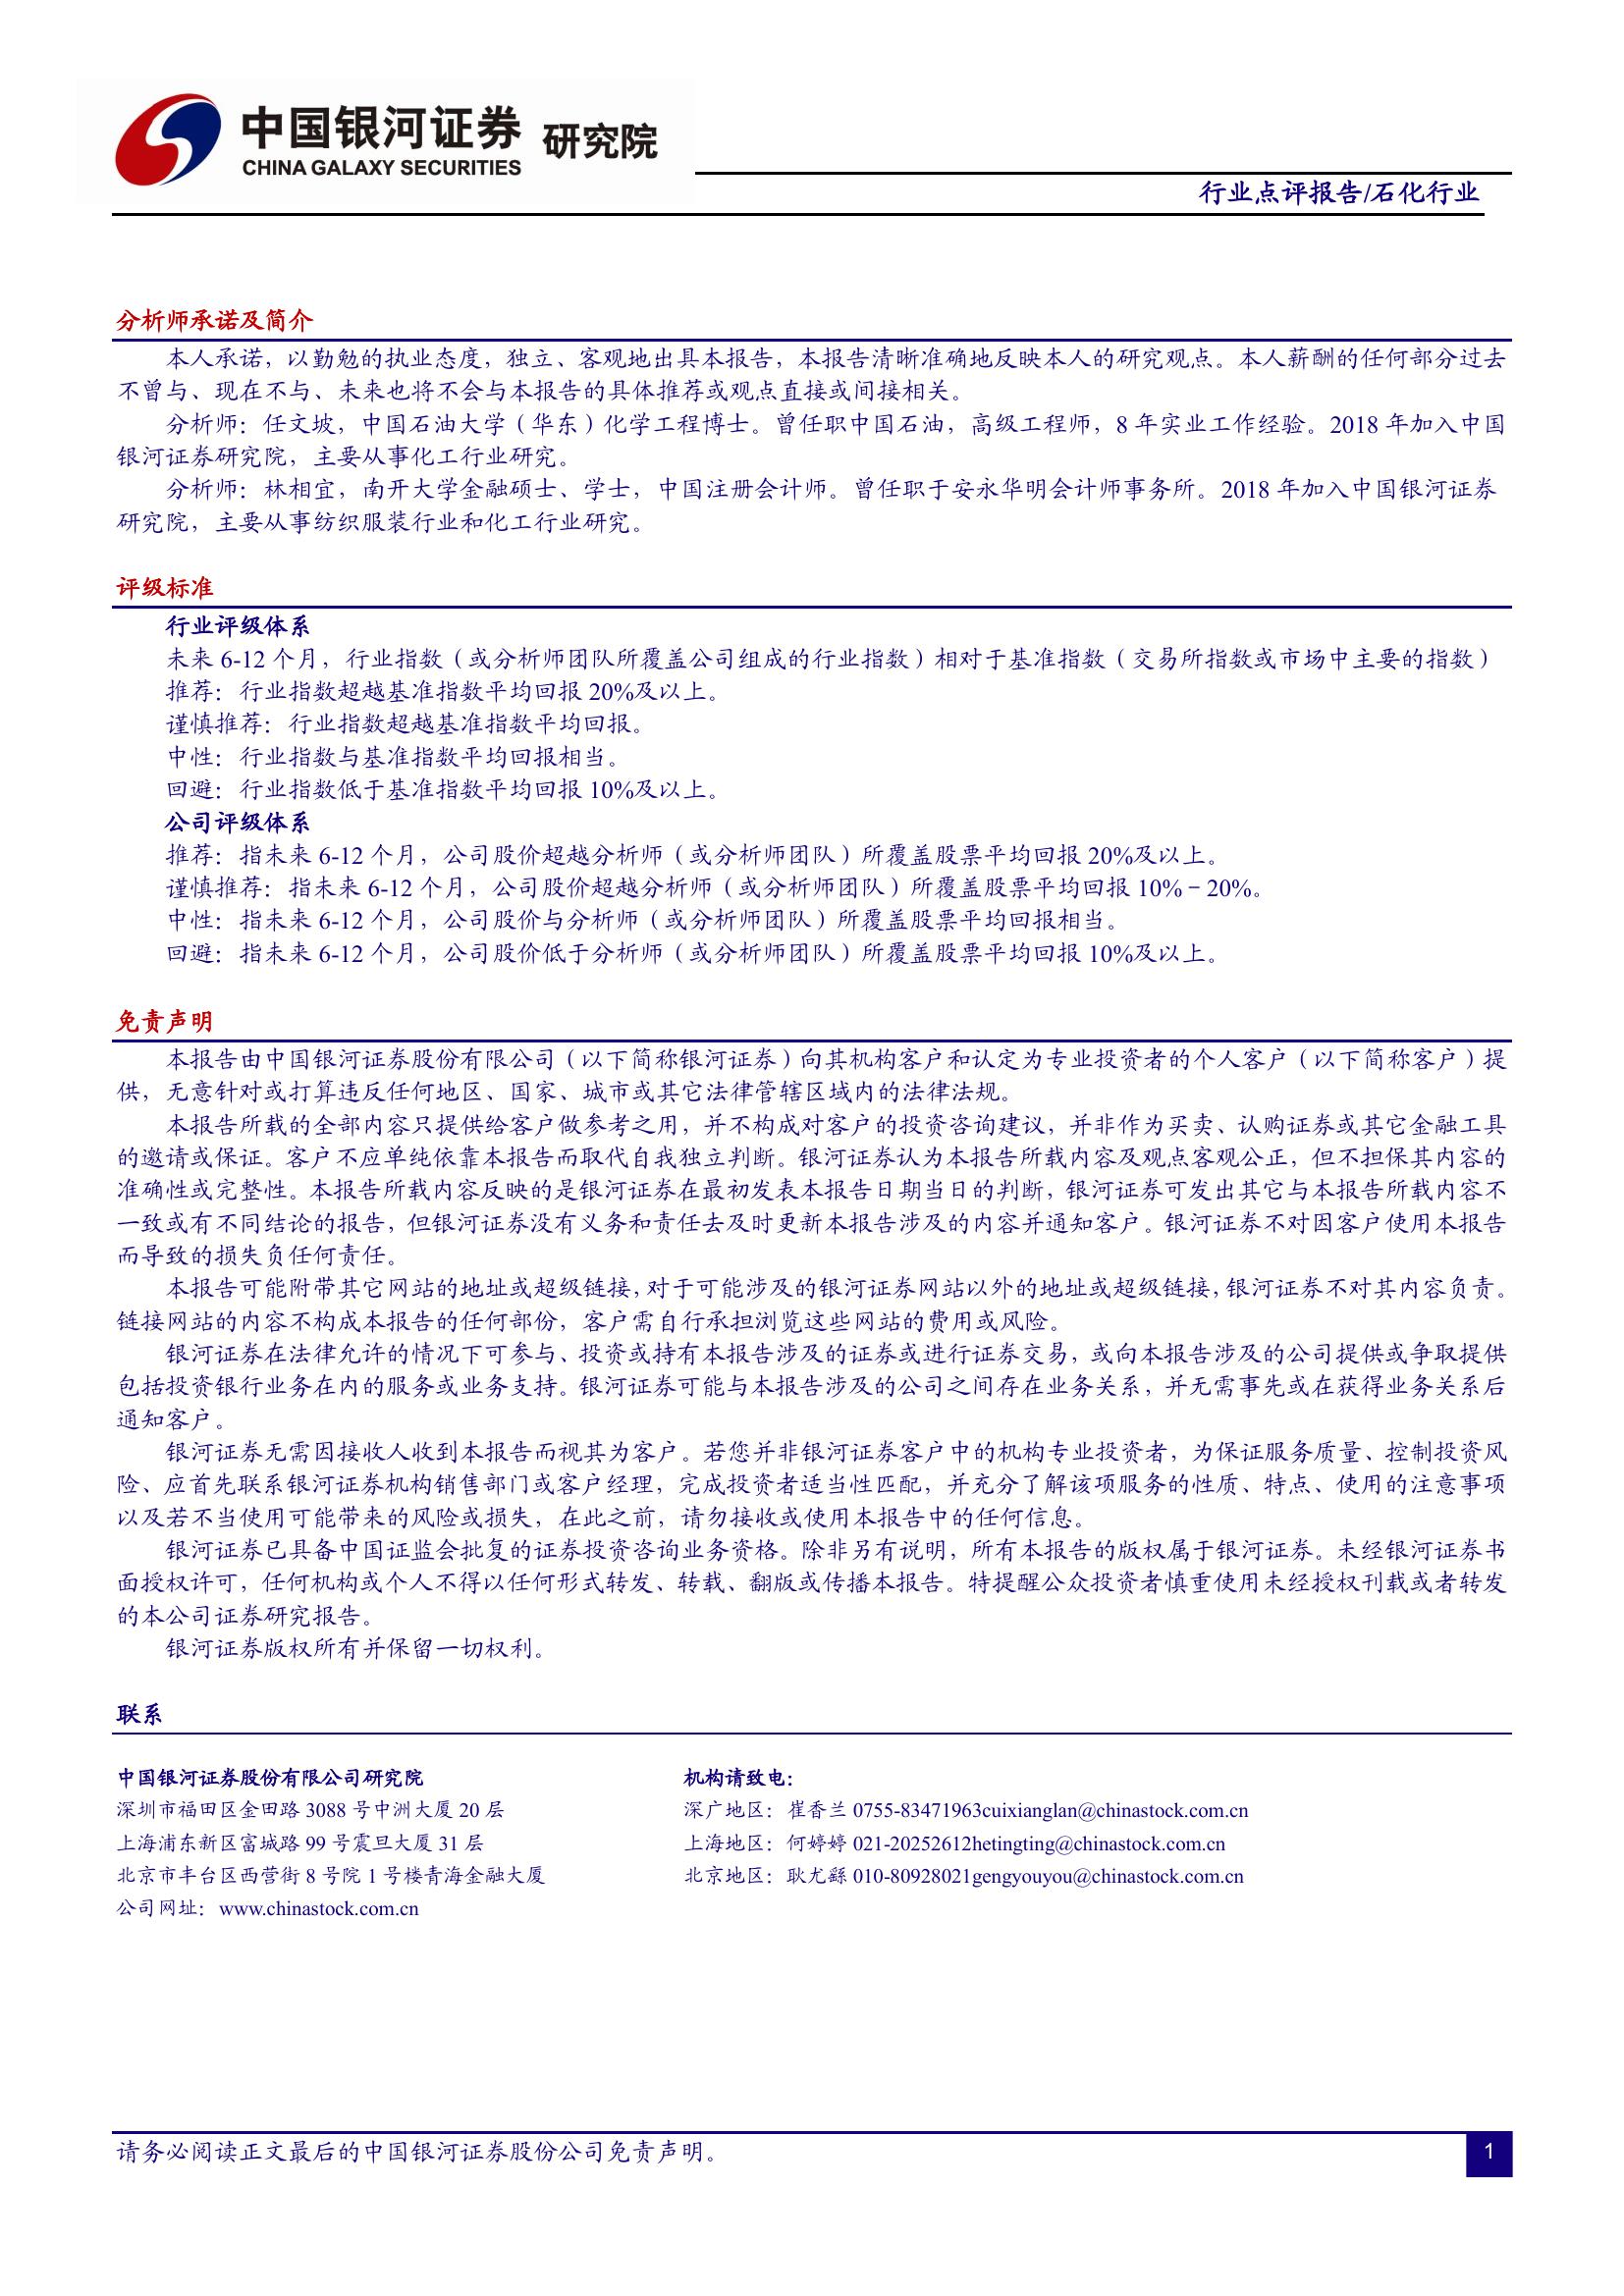 中国银河证券 研究院
CHINA GALAXY SECURITIES
行业点评报告/石化行业
分析师承诺及简介
本人承诺，以勤勉的执业态度，独立、客观地出具本报告，本报告清晰准确地反映本人的研究观点。本人薪酬的任何部分过去
不曾与、现在不与、未来也将不会与本报告的具体推荐或观点直接或间接相关。
分析师：任文坡，中国石油大学（华东）化学工程博士。曾任职中国石油，高级工程师，8 年实业工作经验。2018 年加入中国
银河证券研究院，主要从事化工行业研究。
分析师：林相宜，南开大学金融硕士、学士，中国注册会计师。曾任职于安永华明会计师事务所。2018 年加入中国银河证券
研究院，主要从事纺织服装行业和化工行业研究。
评级标准
行业评级体系
未来 6-12 个月，行业指数（或分析师团队所覆盖公司组成的行业指数）相对于基准指数（交易所指数或市场中主要的指数）
推荐：行业指数超越基准指数平均回报 20%及以上。
谨慎推荐：行业指数超越基准指数平均回报。
中性：行业指数与基准指数平均回报相当。
回避：行业指数低于基准指数平均回报 10%及以上。
公司评级体系
推荐：指未来 6-12 个月，公司股价超越分析师（或分析师团队）所覆盖股票平均回报 20%及以上。
谨慎推荐：指未来 6-12 个月，公司股价超越分析师（或分析师团队）所覆盖股票平均回报 10%－20%。
中性：指未来 6-12 个月，公司股价与分析师（或分析师团队）所覆盖股票平均回报相当。
回避：指未来 6-12 个月，公司股价低于分析师（或分析师团队）所覆盖股票平均回报 10%及以上。
免责声明
本报告由中国银河证券股份有限公司（以下简称银河证券）向其机构客户和认定为专业投资者的个人客户（以下简称客户）提
供，无意针对或打算违反任何地区、国家、城市或其它法律管辖区域内的法律法规。
本报告所载的全部内容只提供给客户做参考之用，并不构成对客户的投资咨询建议，并非作为买卖、认购证券或其它金融工具
的邀请或保证。客户不应单纯依靠本报告而取代自我独立判断。银河证券认为本报告所载内容及观点客观公正，但不担保其内容的
准确性或完整性。本报告所载内容反映的是银河证券在最初发表本报告日期当日的判断，银河证券可发出其它与本报告所载内容不
一致或有不同结论的报告，但银河证券没有义务和责任去及时更新本报告涉及的内容并通知客户。银河证券不对因客户使用本报告
而导致的损失负任何责任。
本报告可能附带其它网站的地址或超级链接，对于可能涉及的银河证券网站以外的地址或超级链接，银河证券不对其内容负责。
链接网站的内容不构成本报告的任何部份，客户需自行承担浏览这些网站的费用或风险。
银河证券在法律允许的情况下可参与、投资或持有本报告涉及的证券或进行证券交易，或向本报告涉及的公司提供或争取提供
包括投资银行业务在内的服务或业务支持。银河证券可能与本报告涉及的公司之间存在业务关系，并无需事先或在获得业务关系后
通知客户。
银河证券无需因接收人收到本报告而视其为客户。若您并非银河证券客户中的机构专业投资者，为保证服务质量、控制投资风
险、应首先联系银河证券机构销售部门或客户经理，完成投资者适当性匹配，并充分了解该项服务的性质、特点、使用的注意事项
以及若不当使用可能带来的风险或损失，在此之前，请勿接收或使用本报告中的任何信息。
银河证券已具备中国证监会批复的证券投资咨询业务资格。除非另有说明，所有本报告的版权属于银河证券。未经银河证券书
面授权许可，任何机构或个人不得以任何形式转发、转载、翻版或传播本报告。特提醒公众投资者慎重使用未经授权刊载或者转发
的本公司证券研究报告。
银河证券版权所有并保留一切权利。
联系
中国银河证券股份有限公司研究院
深圳市福田区金田路 3088 号中洲大厦 20 层
上海浦东新区富城路 99 号震旦大厦 31 层
北京市丰台区西营街 8 号院 1 号楼青海金融大厦
公司网址：www.chinastock.com.cn
机构请致电：
深广地区：崔香兰 0755-83471963cuixianglan@chinastock.com.cn
上海地区：何婷婷 021-20252612hetingting@chinastock.com.cn
北京地区：耿尤繇 010-80928021gengyouyou@chinastock.com.cn
请务必阅读正文最后的中国银河证券股份公司免责声明。
1